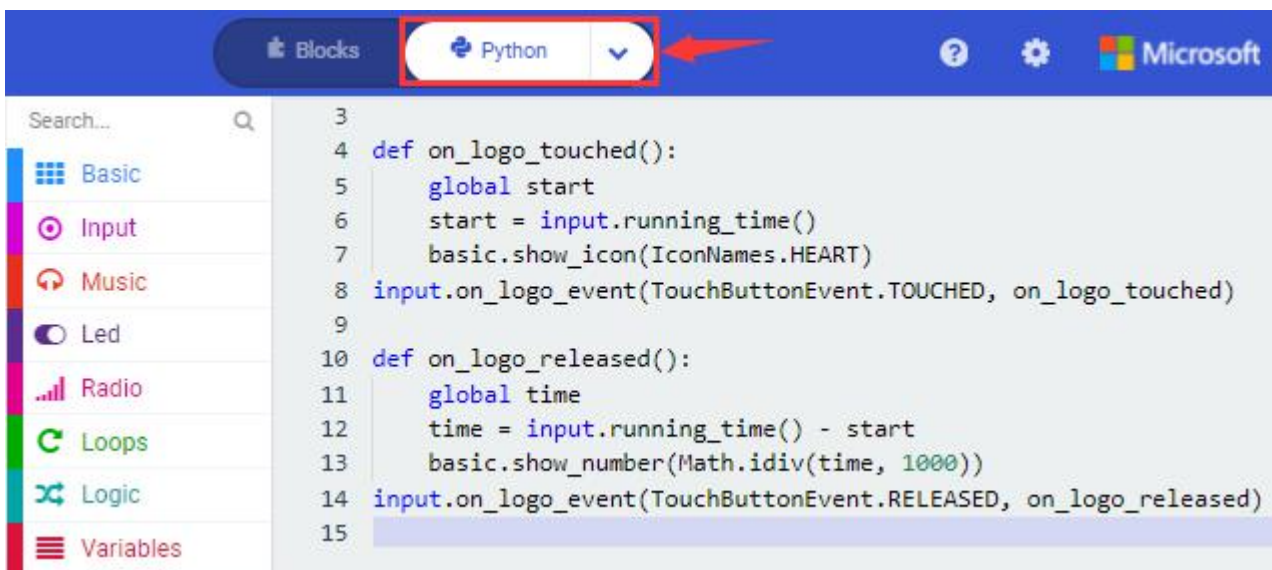 Blocks
Python
Microsoft
Search...
Basic
Input
Music
Led
Radio
Loops
Logic
Variables
3
4 def on_logo_touched():
5     global start
6     start = input.running_time()
7     basic.show_icon(IconNames.HEART)
8 input.on_logo_event(TouchButtonEvent.TOUCHED, on_logo_touched)
9
10 def on_logo_released():
11     global time
12     time = input.running_time() - start
13     basic.show_number(Math.idiv(time, 1000))
14 input.on_logo_event(TouchButtonEvent.RELEASED, on_logo_released)
15